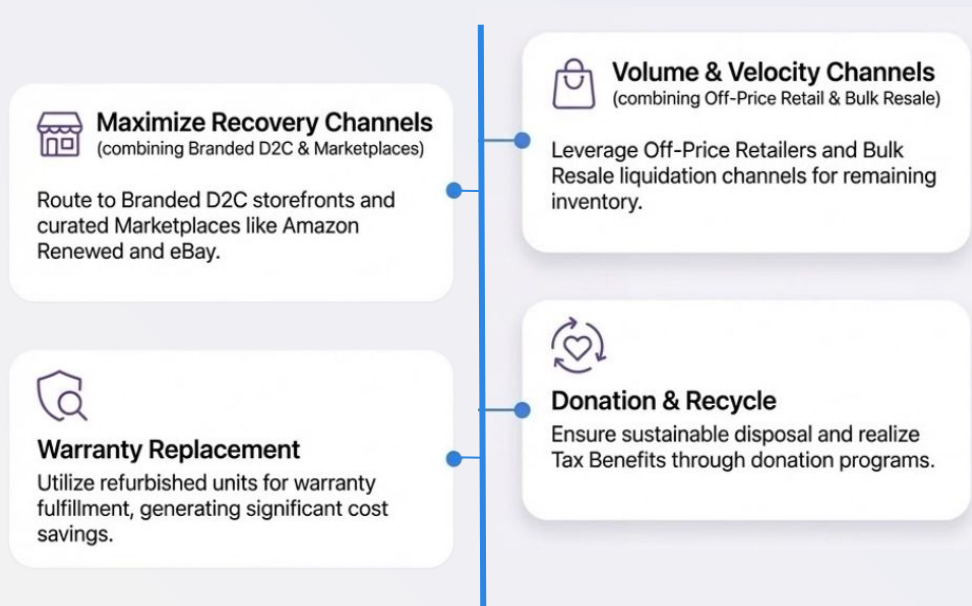 Maximize Recovery Channels
(combining Branded D2C & Marketplaces)
Route to Branded D2C storefronts and
curated Marketplaces like Amazon
Renewed and eBay.
Volume & Velocity Channels
(combining Off-Price Retail & Bulk Resale)
Leverage Off-Price Retailers and Bulk
Resale liquidation channels for remaining
inventory.
Warranty Replacement
Utilize refurbished units for warranty
fulfillment, generating significant cost
savings.
Donation & Recycle
Ensure sustainable disposal and realize
Tax Benefits through donation programs.